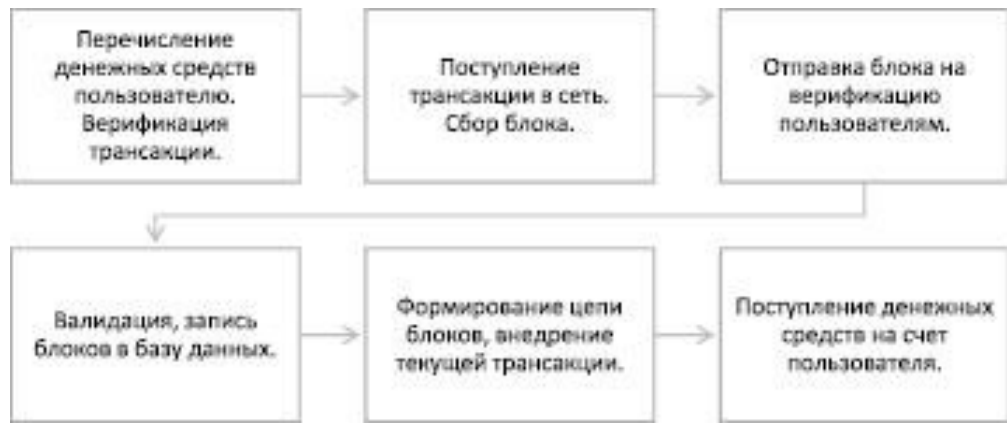 Перечисление
денежных средств
пользователю.
Верификация
трансакции.
Поступление
трансакции в сеть.
Сбор блока.
Отправка блока на
верификацию
пользователям.
Валидация, запись
блоков в базу данных.
Формирование цепи
блоков, внедрение
текущей трансакции.
Поступление денежных
средств на счет
пользователя.